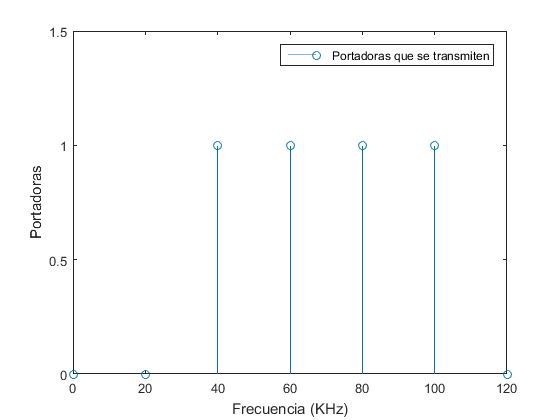 1.5
Portadoras que se transmiten
1
Portadoras
0.5
0
0 20 40 60 80 100 120
Frecuencia (KHz)